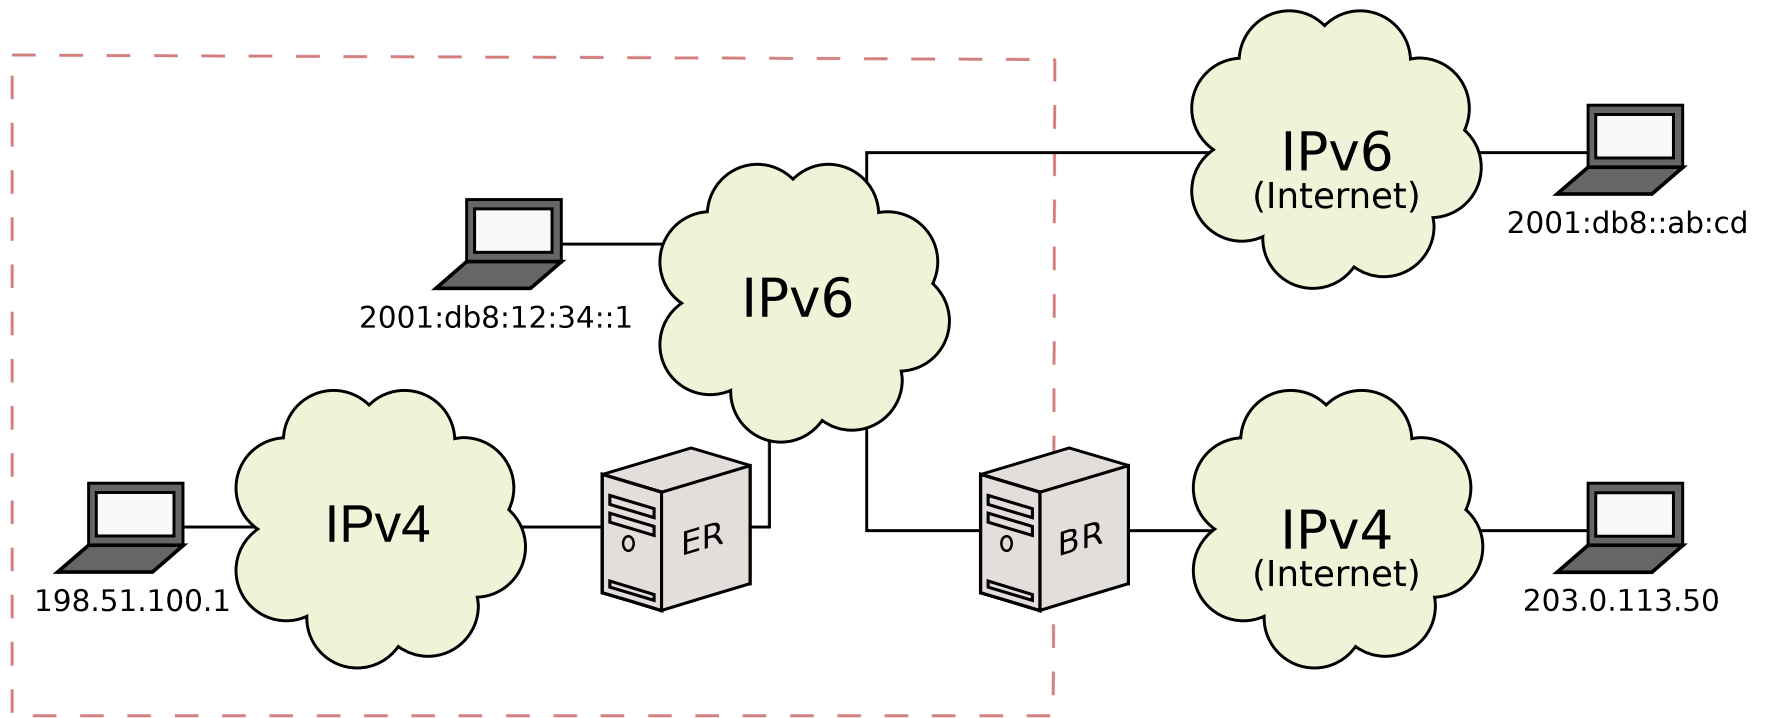 IPv6
(Internet)
2001:db8::ab:cd
IPv6
2001:db8:12:34::1
IPv4
198.51.100.1
ER
BR
IPv4
(Internet)
203.0.113.50